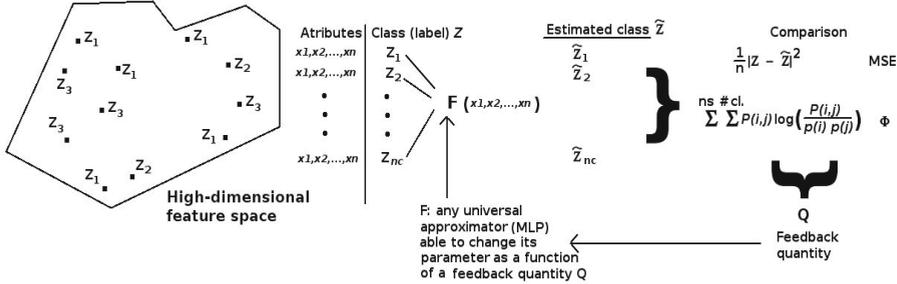 Z1
Z1
Z1
Z2
Z3
Z3
Z3
Z3
Z1
Z1
Z2
High-dimensional
feature space
Atributes
Class (label) Z
x1,x2,...,xn
Z1
x1,x2,...,xn
Z2
x1,x2,...,xn
Znc
F (x1,x2,...,xn)
Estimated class Z̃
Z̃1
Z̃2
Z̃nc
Comparison
1/n |Z − Z̃|²
MSE
ns #cl.
Σ Σ P(i,j) log(P(i,j)/p(i) p(j))
Φ
Q
Feedback
quantity
F: any universal
approximator (MLP)
able to change its
parameter as a function
of a feedback quantity Q